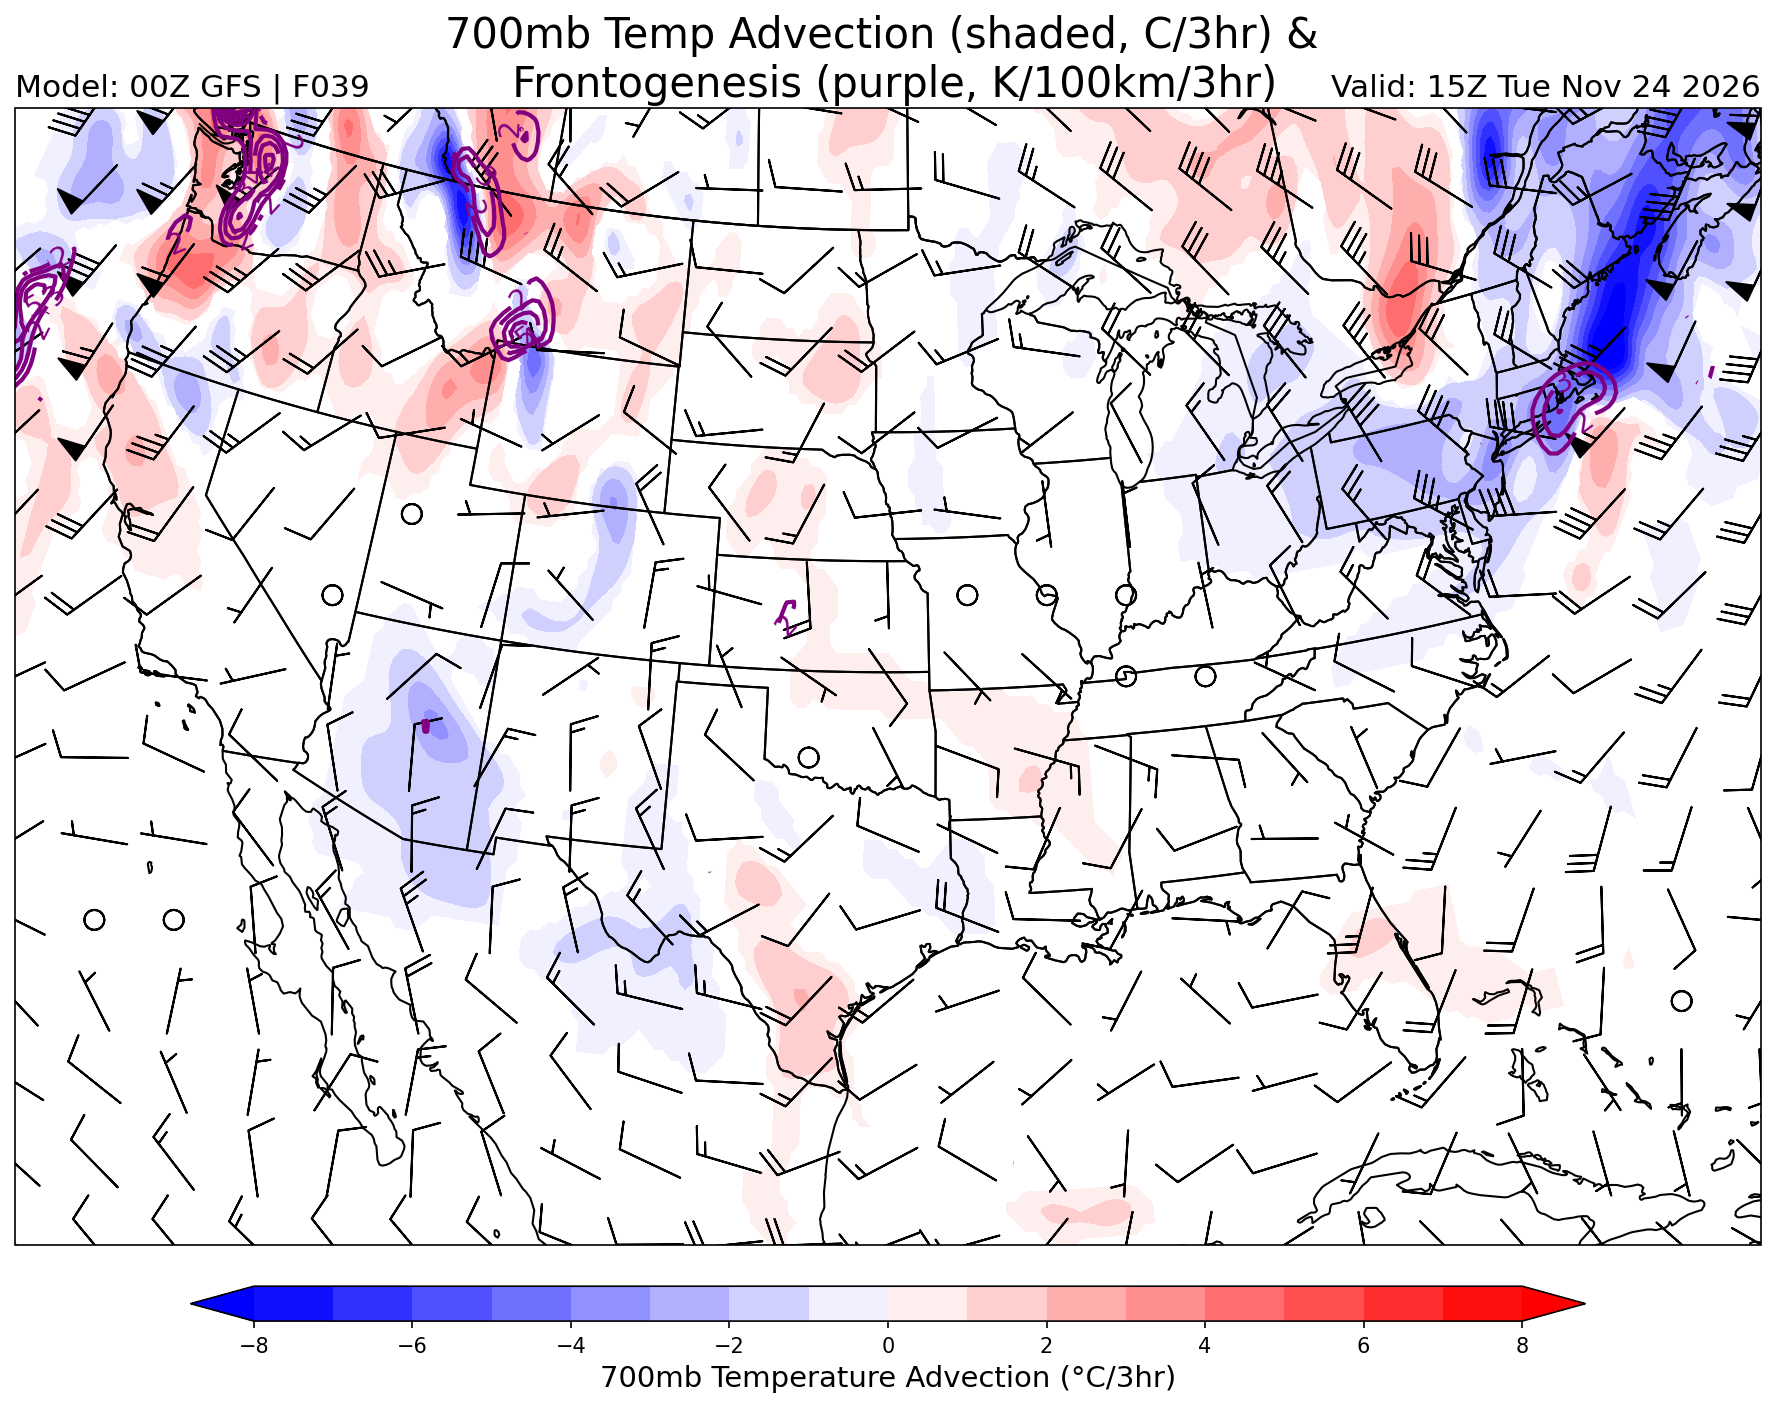 700mb Temp Advection (shaded, C/3hr) &
Model: 00Z GFS | F039
Frontogenesis (purple, K/100km/3hr)
Valid: 15Z Tue Nov 24 2026
−8
−6
−4
−2
0
2
4
6
8
700mb Temperature Advection (°C/3hr)